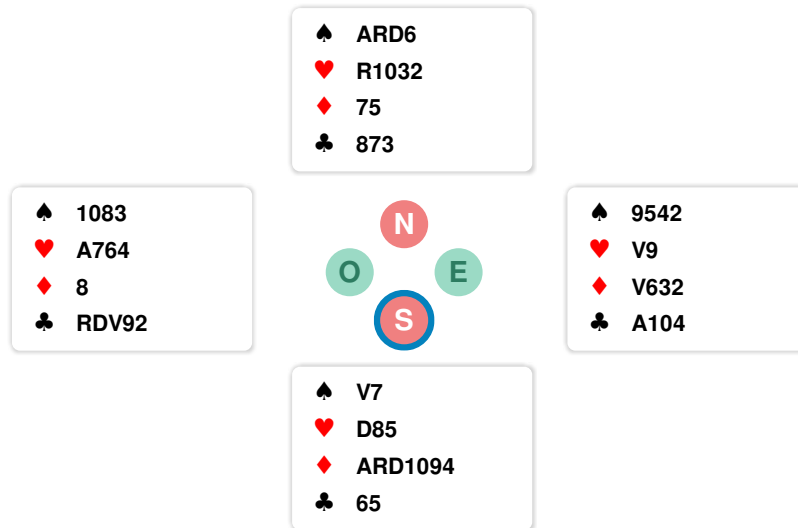 ♠ ARD6
♥ R1032
♦ 75
♣ 873
♠ 1083
♥ A764
♦ 8
♣ RDV92
N
O E
S
♠ 9542
♥ V9
♦ V632
♣ A104
♠ V7
♥ D85
♦ ARD1094
♣ 65